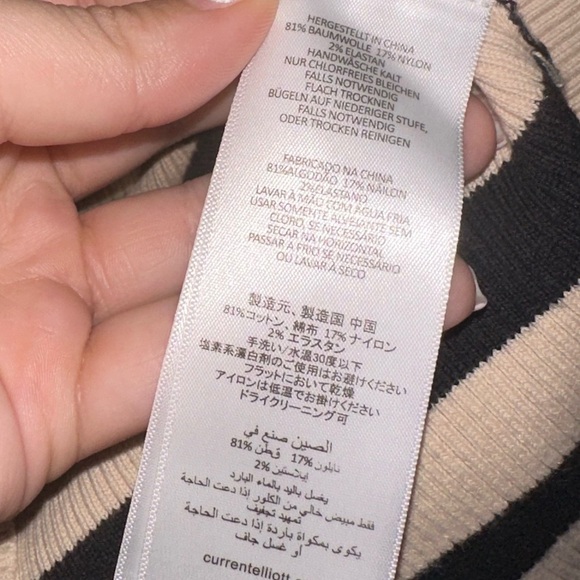 HERGESTELLT IN CHINA
81% BAUMWOLLE 17% NYLON
2% ELASTAN
HANDWÄSCHE KALT
NUR CHLORFREIES BLEICHEN
FALLS NOTWENDIG
FLACH TROCKNEN
BÜGELN AUF NIEDERIGER STUFE,
FALLS NOTWENDIG
ODER TROCKEN REINIGEN
FABRICADO NA CHINA
81%ALGODÃO 17% NÁILON
2%ELASTANO
LAVAR À MÃO COM ÁGUA FRIA
USAR SOMENTE ALVEJANTE SEM
CLORO, SE NECESSÁRIO
SECAR NA HORIZONTAL
PASSAR A FRIO SE NECESSÁRIO
OU LAVAR À SECO
製造元、製造国 中国
81%コットン、綿布 17% ナイロン
2% エラスタン
手洗い/水温30度以下
塩素系漂白剤のご使用はお避けください
フラットにおいて乾燥
アイロンは低温でお掛けください
ドライクリーニング可
الصين صنع في
81% قطن 17% نايلون
2% إيلاستين
يغسل باليد بالماء البارد
فقط مبيض خالي من الكلور إذا دعت الحاجة
تمهيد تجفيف
يكوى بمكواة باردة إذا دعت الحاجة
أو غسل جاف
currentelliott.